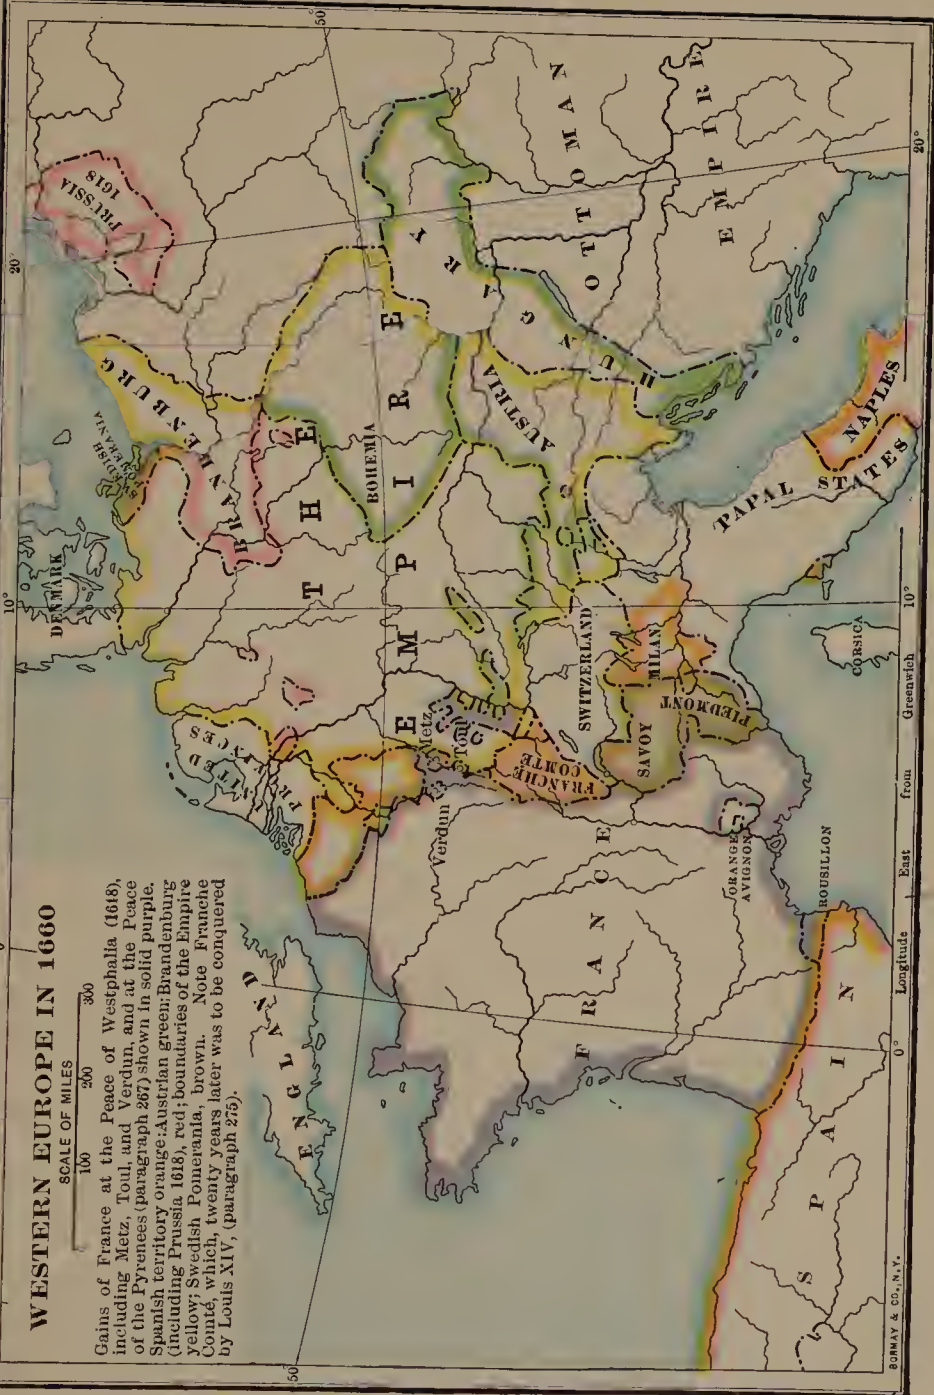 WESTERN EUROPE IN 1660
SCALE OF MILES
0 100 200 300
Gains of France at the Peace of Westphalia (1618),
including Metz, Toul, and Verdun, and at the Peace
of the Pyrenees (paragraph 267) shown in solid purple.
Spanish territory orange; Austrian green; Brandenburg
(including Prussia 1618), red; boundaries of the Empire
yellow; Swedish Pomerania, brown. Note Franche
Comté, which, twenty years later was to be conquered
by Louis XIV, (paragraph 275).
10°
20°
50°
50°
DENMARK
SWEDISH
POMERANIA
PRUSSIA
1618
BRANDENBURG
ENGLAND
UNITED
PROVINCES
THE
EMPIRE
BOHEMIA
Metz
Toul
Verdun
AUSTRIA
HUNGARY
OTTOMAN
EMPIRE
FRANCHE
COMTE
SWITZERLAND
FRANCE
SAVOY
MILAN
PIEDMONT
ORANGE
AVIGNON
PAPAL STATES
NAPLES
ROUSILLON
CORSICA
SPAIN
0°
Longitude East from Greenwich
10°
20°
BORMAY & CO., N.Y.